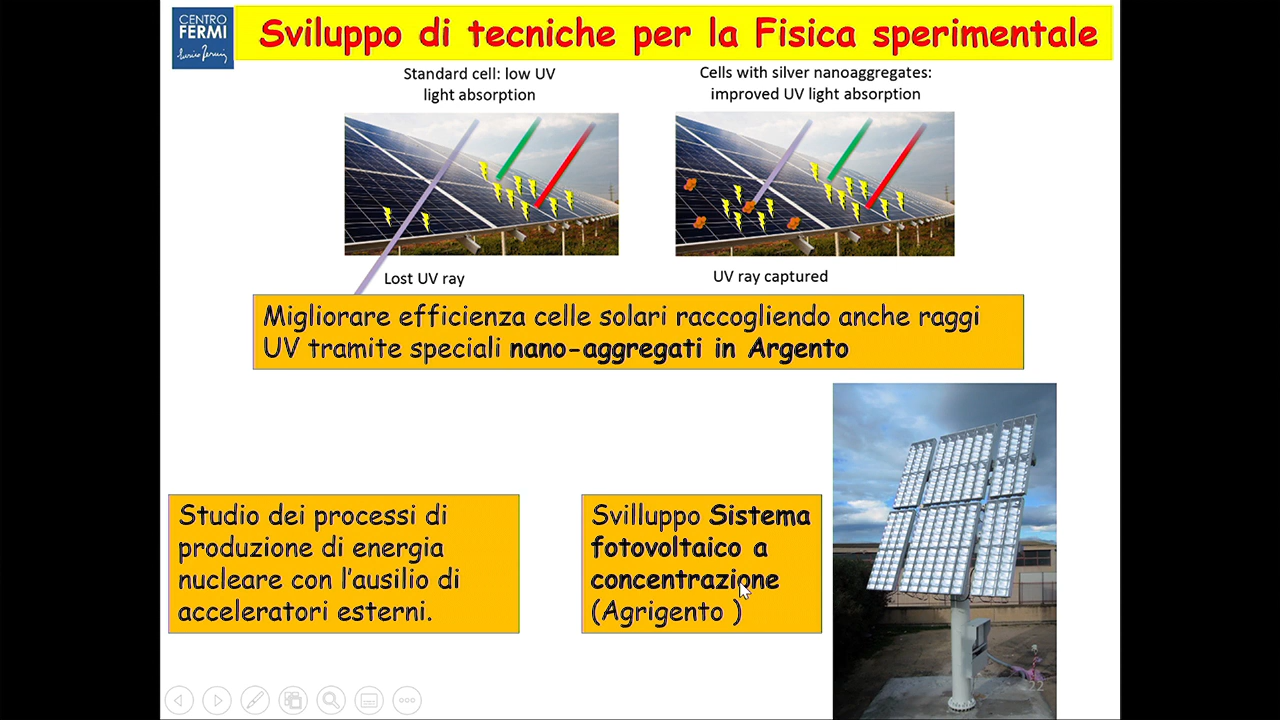 CENTRO
FERMI
Sviluppo di tecniche per la Fisica sperimentale
Standard cell: low UV
light absorption
Cells with silver nanoaggregates:
improved UV light absorption
Lost UV ray
UV ray captured
Migliorare efficienza celle solari raccogliendo anche raggi
UV tramite speciali nano-aggregati in Argento
Studio dei processi di
produzione di energia
nucleare con l'ausilio di
acceleratori esterni.
Svilluppo Sistema
fotovoltaico a
concentrazione
(Agrigento )
22